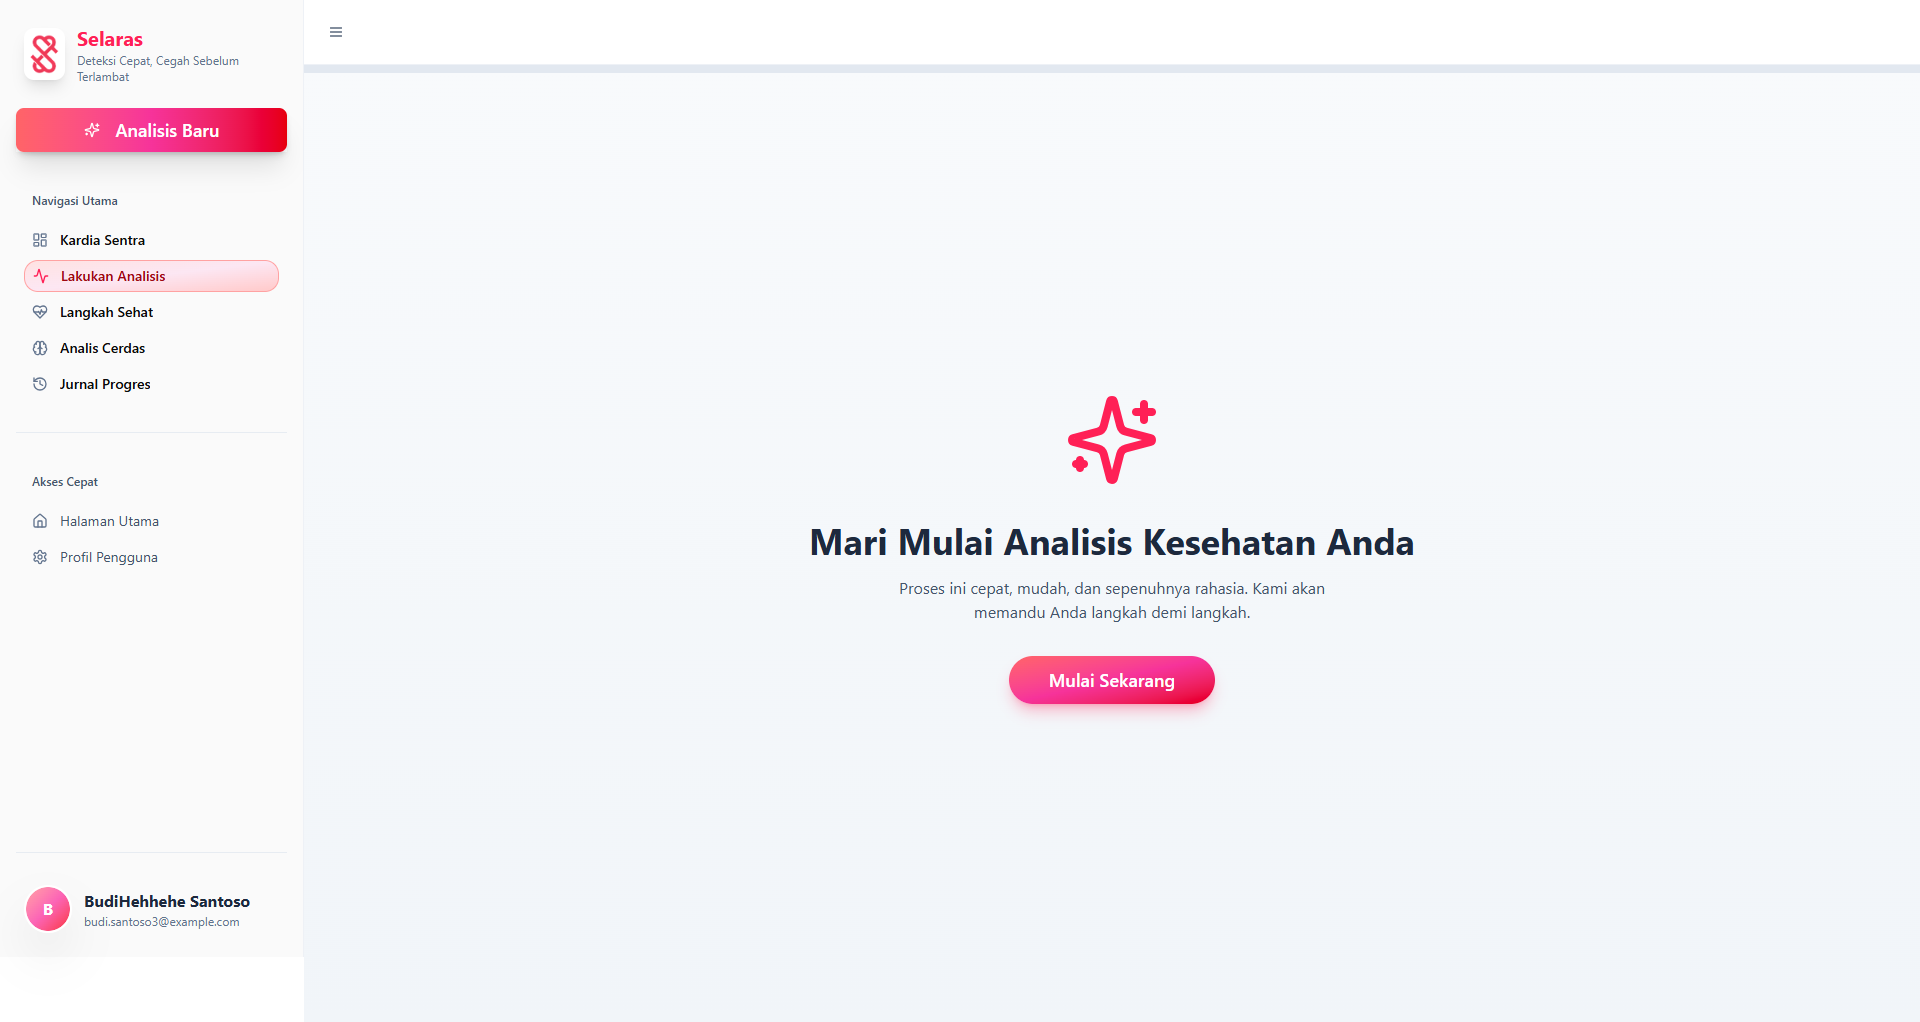 Selaras
Deteksi Cepat, Cegah Sebelum
Terlambat
Analisis Baru
Navigasi Utama
Kardia Sentra
Lakukan Analisis
Langkah Sehat
Analis Cerdas
Jurnal Progres
Akses Cepat
Halaman Utama
Profil Pengguna
B
BudiHehhehe Santoso
budi.santoso3@example.com
Mari Mulai Analisis Kesehatan Anda
Proses ini cepat, mudah, dan sepenuhnya rahasia. Kami akan
memandu Anda langkah demi langkah.
Mulai Sekarang